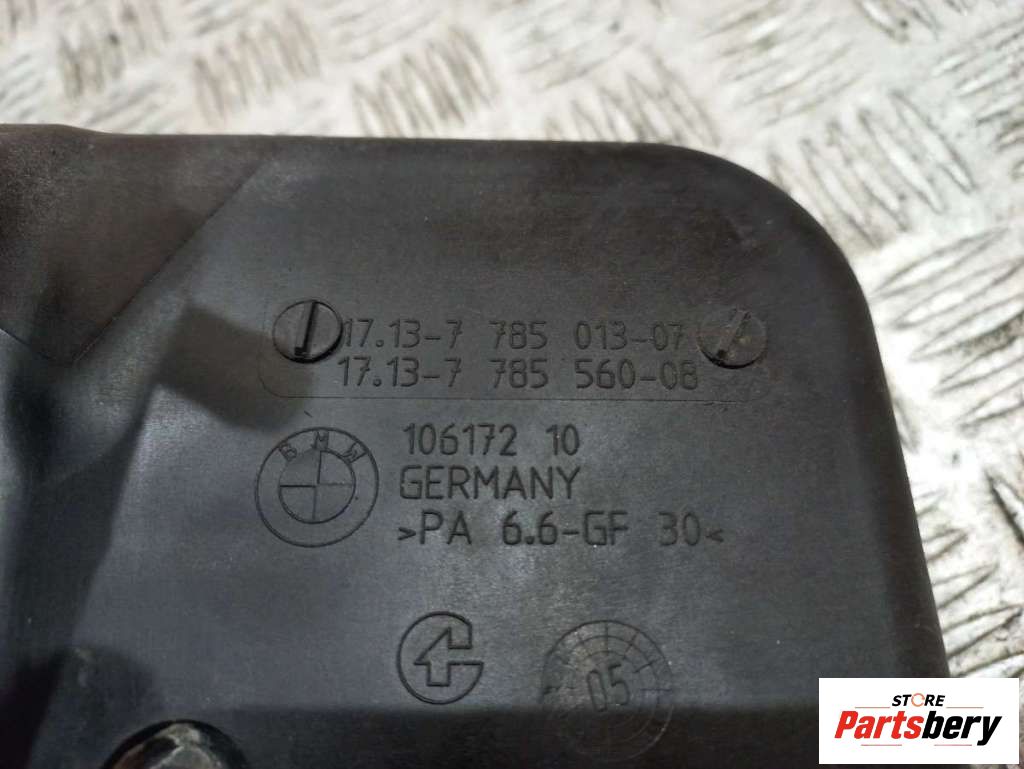 17.13-7 785 013-07
17.13-7 785 560-08
BMW
106172 10
GERMANY
>PA 6.6-GF 30<
05
STORE
Partsbery